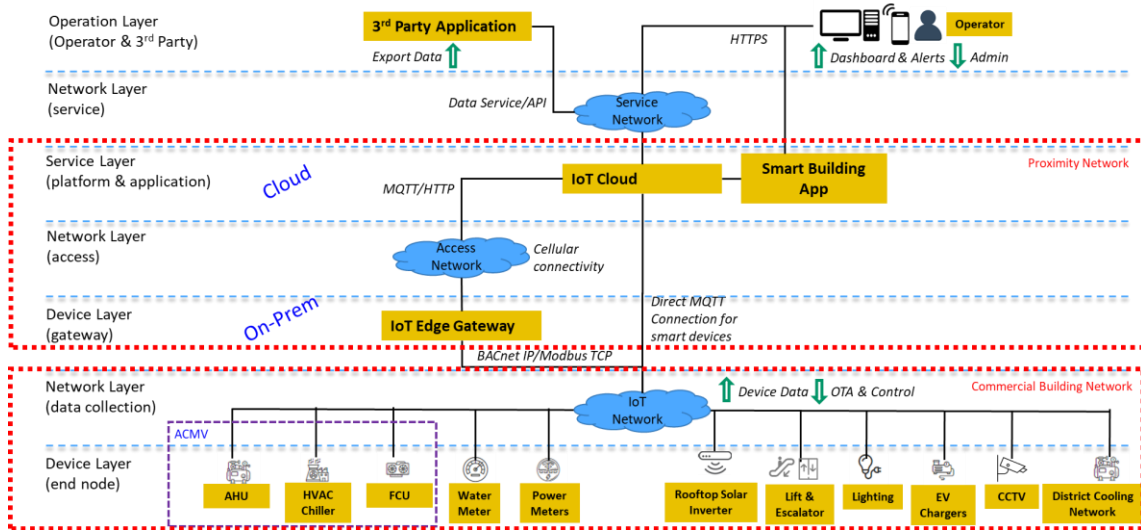 Operation Layer
(Operator & 3rd Party)
3rd Party Application
Export Data
HTTPS
Operator
Dashboard & Alerts
Admin
Network Layer
(service)
Data Service/API
Service
Network
Service Layer
(platform & application)
Cloud
MQTT/HTTP
IoT Cloud
Smart Building
App
Proximity Network
Network Layer
(access)
Access
Network
Cellular
connectivity
Device Layer
(gateway)
On-Prem
IoT Edge Gateway
Direct MQTT
Connection for
smart devices
BACnet IP/Modbus TCP
Network Layer
(data collection)
IoT
Network
Device Data
OTA & Control
Commercial Building Network
ACMV
Device Layer
(end node)
AHU
HVAC
Chiller
FCU
Water
Meter
Power
Meters
Rooftop Solar
Inverter
Lift &
Escalator
Lighting
EV
Chargers
CCTV
District Cooling
Network